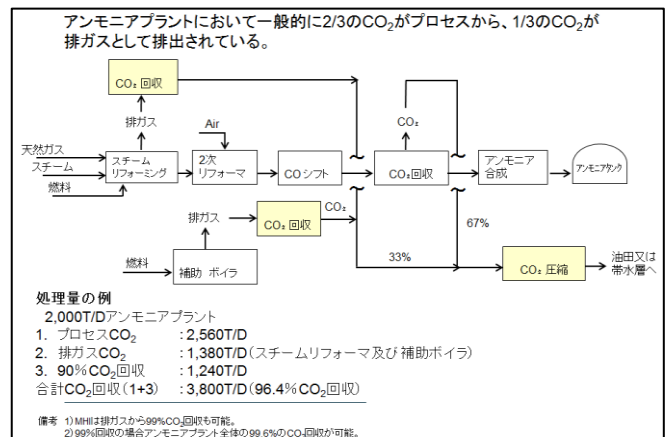 アンモニアプラントにおいて一般的に2/3のCO₂がプロセスから、1/3のCO₂が
排ガスとして排出されている。
CO₂ 回収
排ガス
Air
CO₂
天然ガス
スチーム
燃料
スチーム
リフォーミング
2次
リフォーマ
COシフト
CO₂回収
アンモニア
合成
アンモニアタンク
排ガス
CO₂ 回収
CO₂
67%
33%
燃料
補助 ボイラ
CO₂ 圧縮
油田又は
帯水層へ
処理量の例
2,000T/Dアンモニアプラント
1. プロセスCO₂ :2,560T/D
2. 排ガスCO₂ :1,380T/D(スチームリフォーマ及び補助ボイラ)
3. 90%CO₂回収 :1,240T/D
合計CO₂回収(1+3) :3,800T/D(96.4%CO₂回収)
備考 1)MHIは排ガスから99%CO₂回収も可能。
2)99%回収の場合アンモニアプラント全体の99.6%のCO₂回収が可能。